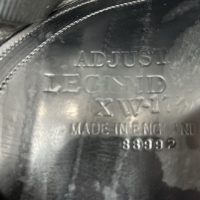 ADJUST
LEGEND
XW-1
MADE IN ENGLAND
88992